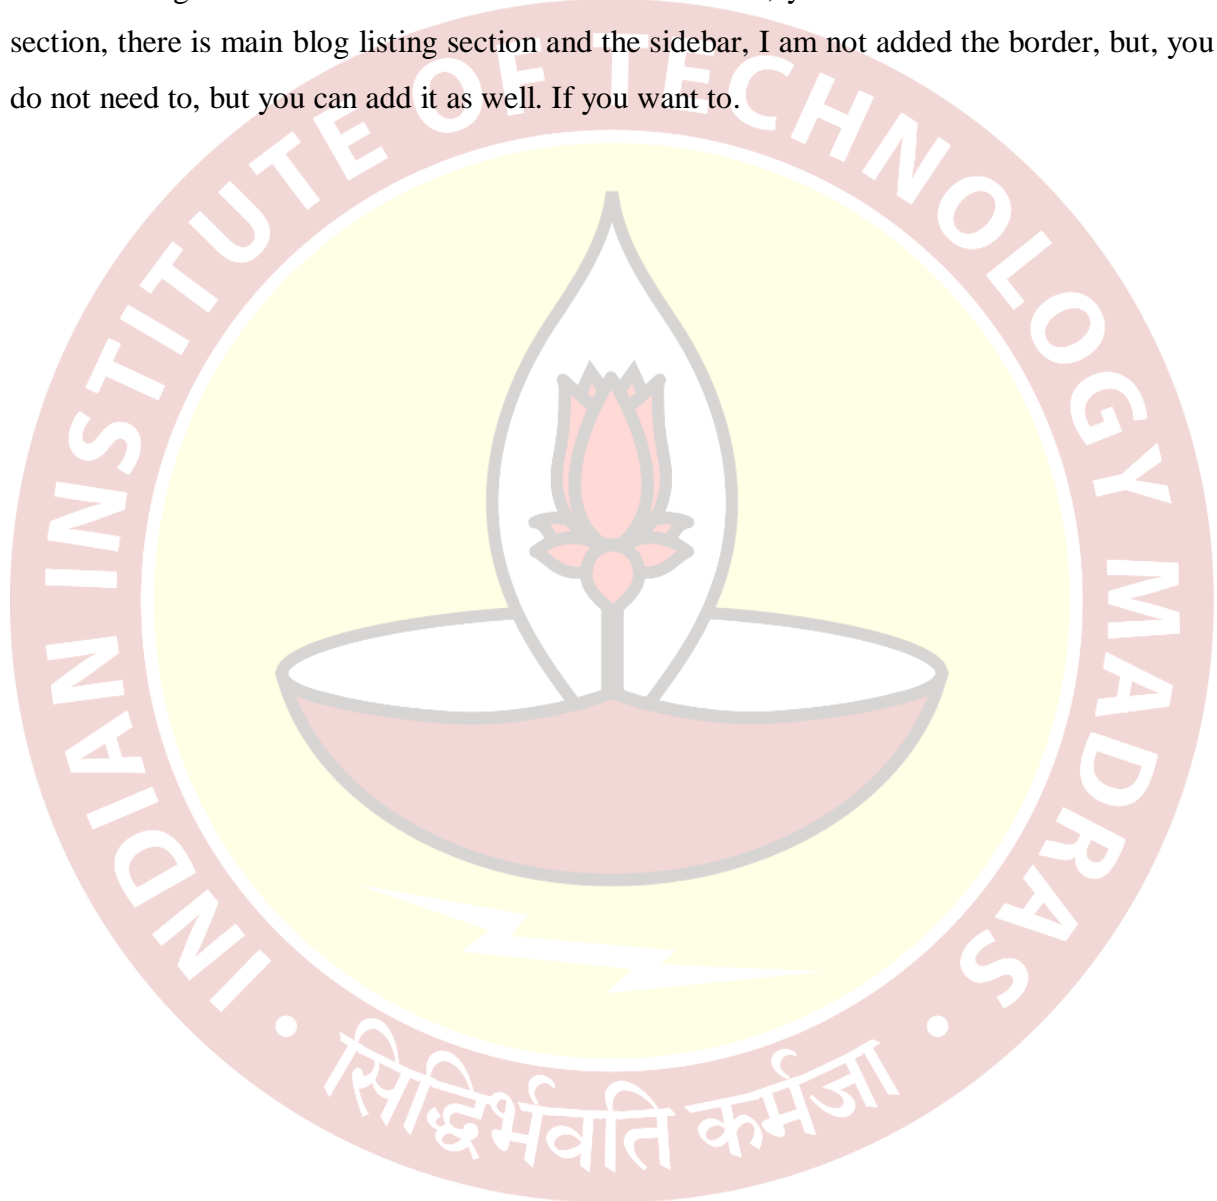 section, there is main blog listing section and the sidebar, I am not added the border, but, you
do not need to, but you can add it as well. If you want to.
INDIAN INSTITUTE OF TECHNOLOGY MADRAS
सिद्धिर्भवति कर्मजा